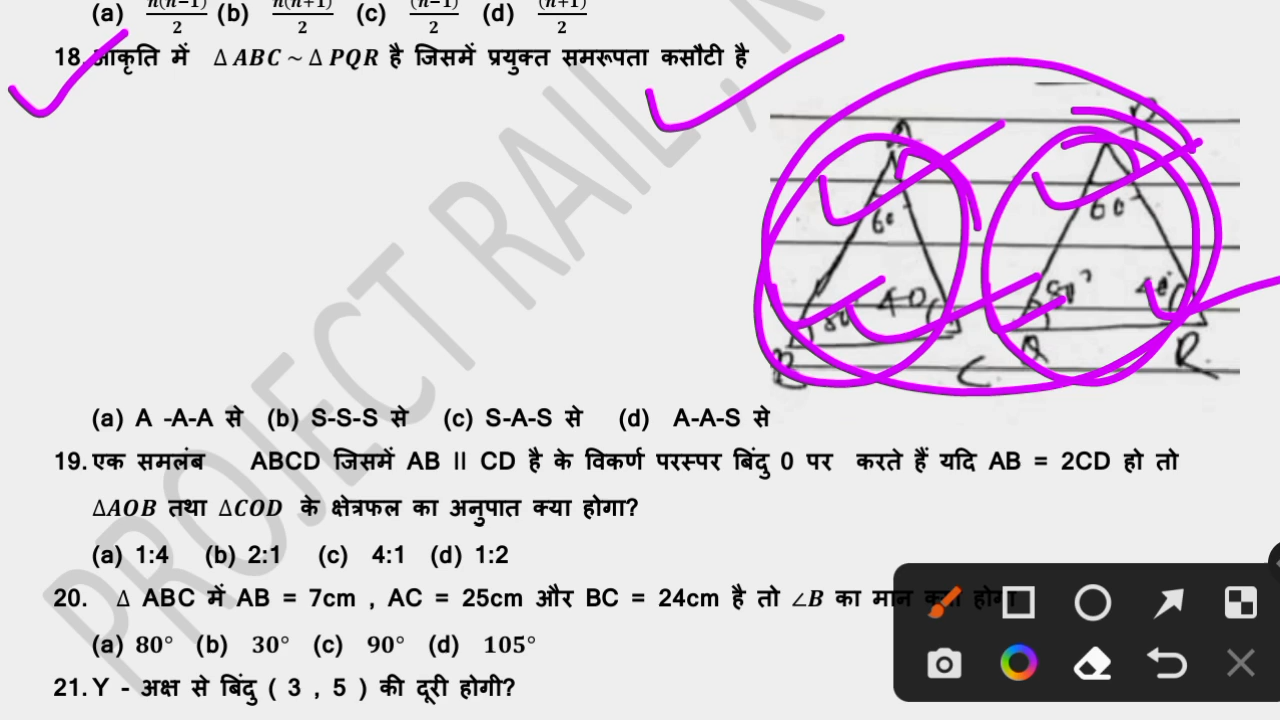 (a) n(n−1)/2 (b) n(n+1)/2 (c) (n−1)/2 (d) (n+1)/2
18. आकृति में Δ ABC ~ Δ PQR है जिसमें प्रयुक्त समरूपता कसौटी है
A P
60° 60°
80 40 80° 40°
B C Q R
(a) A -A-A से (b) S-S-S से (c) S-A-S से (d) A-A-S से
19. एक समलंब ABCD जिसमें AB || CD है के विकर्ण परस्पर बिंदु 0 पर करते हैं यदि AB = 2CD हो तो
ΔAOB तथा ΔCOD के क्षेत्रफल का अनुपात क्या होगा?
(a) 1:4 (b) 2:1 (c) 4:1 (d) 1:2
20. Δ ABC में AB = 7cm , AC = 25cm और BC = 24cm है तो ∠B का मान क्या होगा
(a) 80° (b) 30° (c) 90° (d) 105°
21. Y - अक्ष से बिंदु ( 3 , 5 ) की दूरी होगी?
PROJECT RAIL,